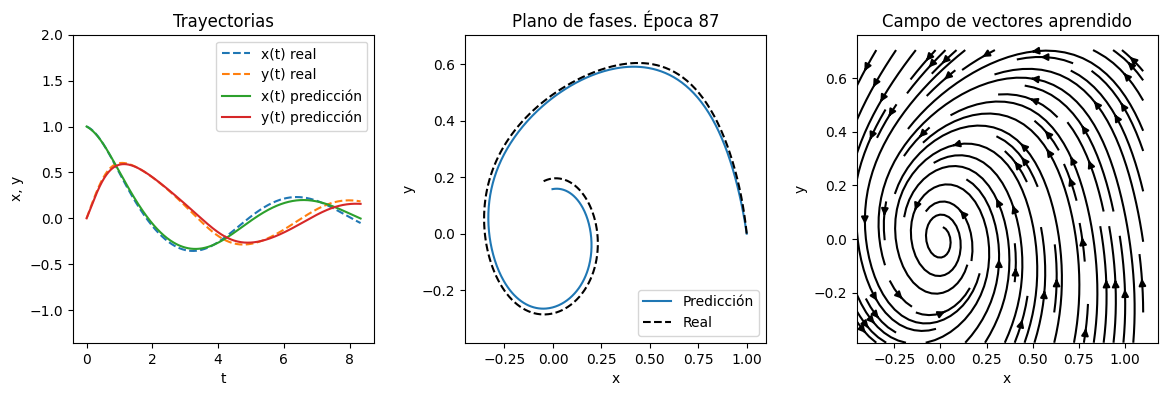 Trayectorias
2.0
1.5
1.0
0.5
0.0
−0.5
−1.0
x, y
0
2
4
6
8
t
x(t) real
y(t) real
x(t) predicción
y(t) predicción
Plano de fases. Época 87
0.6
0.4
0.2
0.0
−0.2
y
−0.25
0.00
0.25
0.50
0.75
1.00
x
Predicción
Real
Campo de vectores aprendido
0.6
0.4
0.2
0.0
−0.2
y
−0.25
0.00
0.25
0.50
0.75
1.00
x